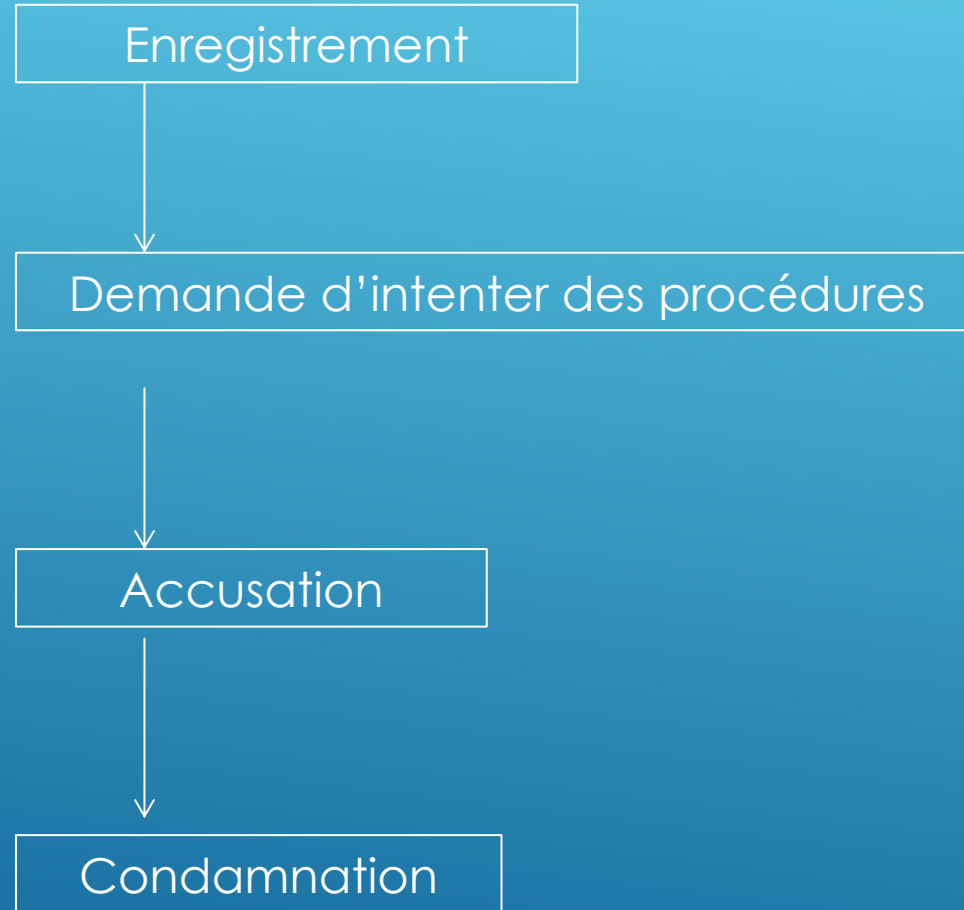 Enregistrement
Demande d’intenter des procédures
Accusation
Condamnation